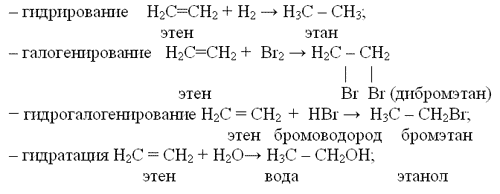 – гидрирование H₂C=CH₂ + H₂ → H₃C – CH₃;
этен этан
– галогенирование H₂C=CH₂ + Br₂ → H₂C – CH₂
| |
этен Br Br (дибромэтан)
– гидрогалогенирование H₂C = CH₂ + HBr → H₃C – CH₂Br;
этен бромоводород бромэтан
– гидратация H₂C = CH₂ + H₂O → H₃C – CH₂OH;
этен вода этанол